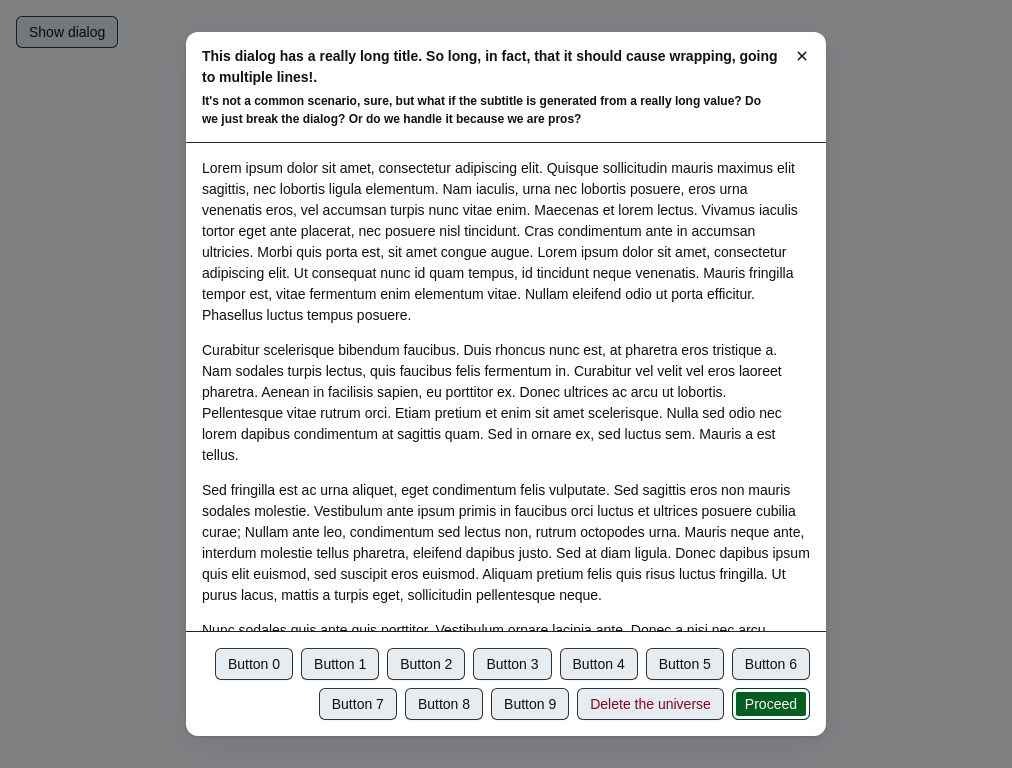 Show dialog
This dialog has a really long title. So long, in fact, that it should cause wrapping, going
to multiple lines!.
It's not a common scenario, sure, but what if the subtitle is generated from a really long value? Do
we just break the dialog? Or do we handle it because we are pros?
Lorem ipsum dolor sit amet, consectetur adipiscing elit. Quisque sollicitudin mauris maximus elit
sagittis, nec lobortis ligula elementum. Nam iaculis, urna nec lobortis posuere, eros urna
venenatis eros, vel accumsan turpis nunc vitae enim. Maecenas et lorem lectus. Vivamus iaculis
tortor eget ante placerat, nec posuere nisl tincidunt. Cras condimentum ante in accumsan
ultricies. Morbi quis porta est, sit amet congue augue. Lorem ipsum dolor sit amet, consectetur
adipiscing elit. Ut consequat nunc id quam tempus, id tincidunt neque venenatis. Mauris fringilla
tempor est, vitae fermentum enim elementum vitae. Nullam eleifend odio ut porta efficitur.
Phasellus luctus tempus posuere.
Curabitur scelerisque bibendum faucibus. Duis rhoncus nunc est, at pharetra eros tristique a.
Nam sodales turpis lectus, quis faucibus felis fermentum in. Curabitur vel velit vel eros laoreet
pharetra. Aenean in facilisis sapien, eu porttitor ex. Donec ultrices ac arcu ut lobortis.
Pellentesque vitae rutrum orci. Etiam pretium et enim sit amet scelerisque. Nulla sed odio nec
lorem dapibus condimentum at sagittis quam. Sed in ornare ex, sed luctus sem. Mauris a est
tellus.
Sed fringilla est ac urna aliquet, eget condimentum felis vulputate. Sed sagittis eros non mauris
sodales molestie. Vestibulum ante ipsum primis in faucibus orci luctus et ultrices posuere cubilia
curae; Nullam ante leo, condimentum sed lectus non, rutrum octopodes urna. Mauris neque ante,
interdum molestie tellus pharetra, eleifend dapibus justo. Sed at diam ligula. Donec dapibus ipsum
quis elit euismod, sed suscipit eros euismod. Aliquam pretium felis quis risus luctus fringilla. Ut
purus lacus, mattis a turpis eget, sollicitudin pellentesque neque.
Nunc sodales quis ante quis porttitor. Vestibulum ornare lacinia ante. Donec a nisi nec arcu
Button 0 Button 1 Button 2 Button 3 Button 4 Button 5 Button 6
Button 7 Button 8 Button 9 Delete the universe Proceed